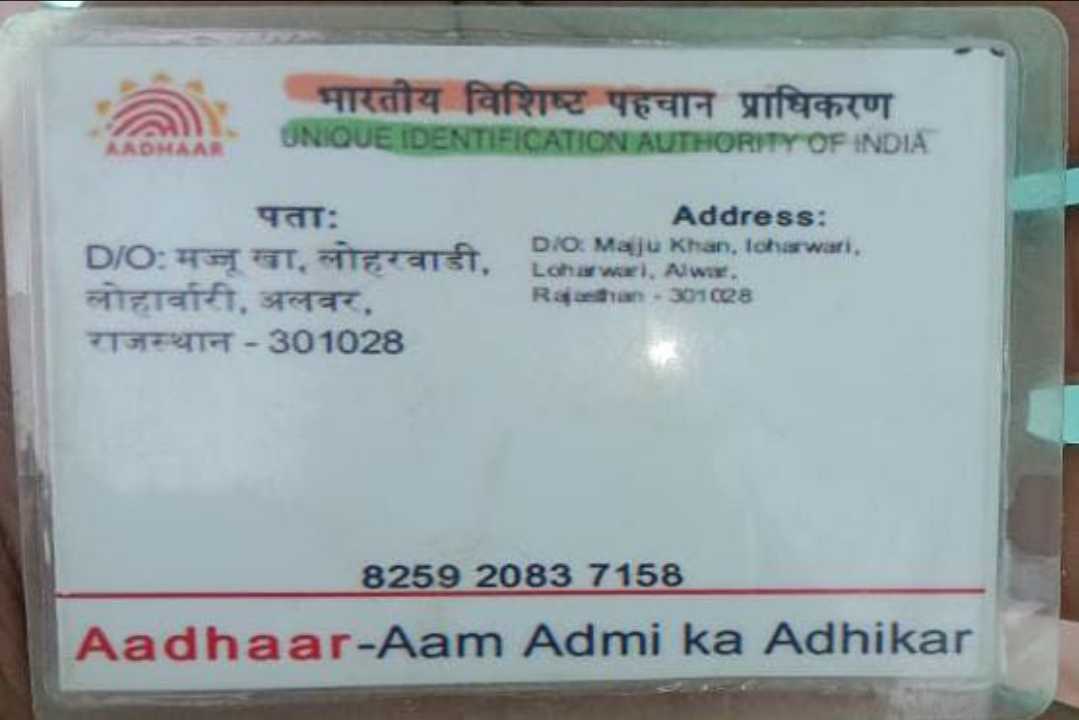 AADHAAR
भारतीय विशिष्ट पहचान प्राधिकरण
UNIQUE IDENTIFICATION AUTHORITY OF INDIA
पता:
D/O: मज्जू खा, लोहरवाडी,
लोहार्वारी, अलवर,
राजस्थान - 301028
Address:
D/O: Majju Khan, loharwari,
Loharwari, Alwar,
Rajasthan - 301028
8259 2083 7158
Aadhaar-Aam Admi ka Adhikar